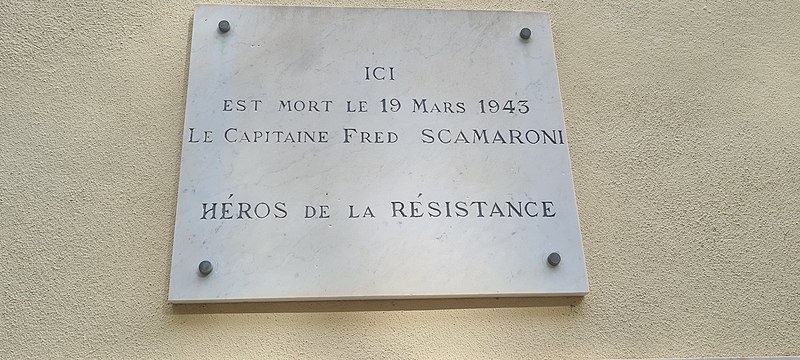 ICI
EST MORT LE 19 MARS 1943
LE CAPITAINE FRED SCAMARONI
HÉROS DE LA RÉSISTANCE